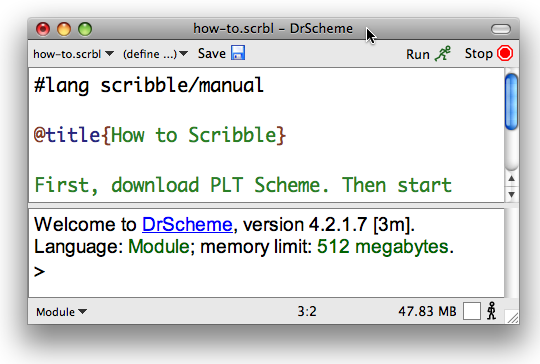 how-to.scrbl - DrScheme
how-to.scrbl (define ...) Save Run Stop
#lang scribble/manual
@title{How to Scribble}
First, download PLT Scheme. Then start
Welcome to DrScheme, version 4.2.1.7 [3m].
Language: Module; memory limit: 512 megabytes.
>
Module 3:2 47.83 MB